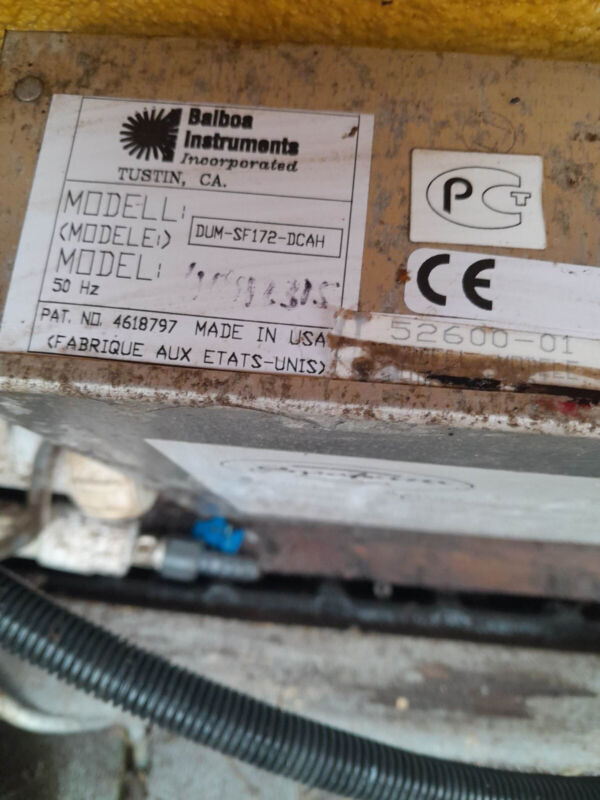 Balboa
Instruments
Incorporated
TUSTIN, CA.
MODELL:
(MODELE:)
DUM-SF172-DCAH
MODEL:
50 Hz
PAT. NO. 4618797 MADE IN USA
(FABRIQUE AUX ETATS-UNIS)
PCT
CE
52600-01